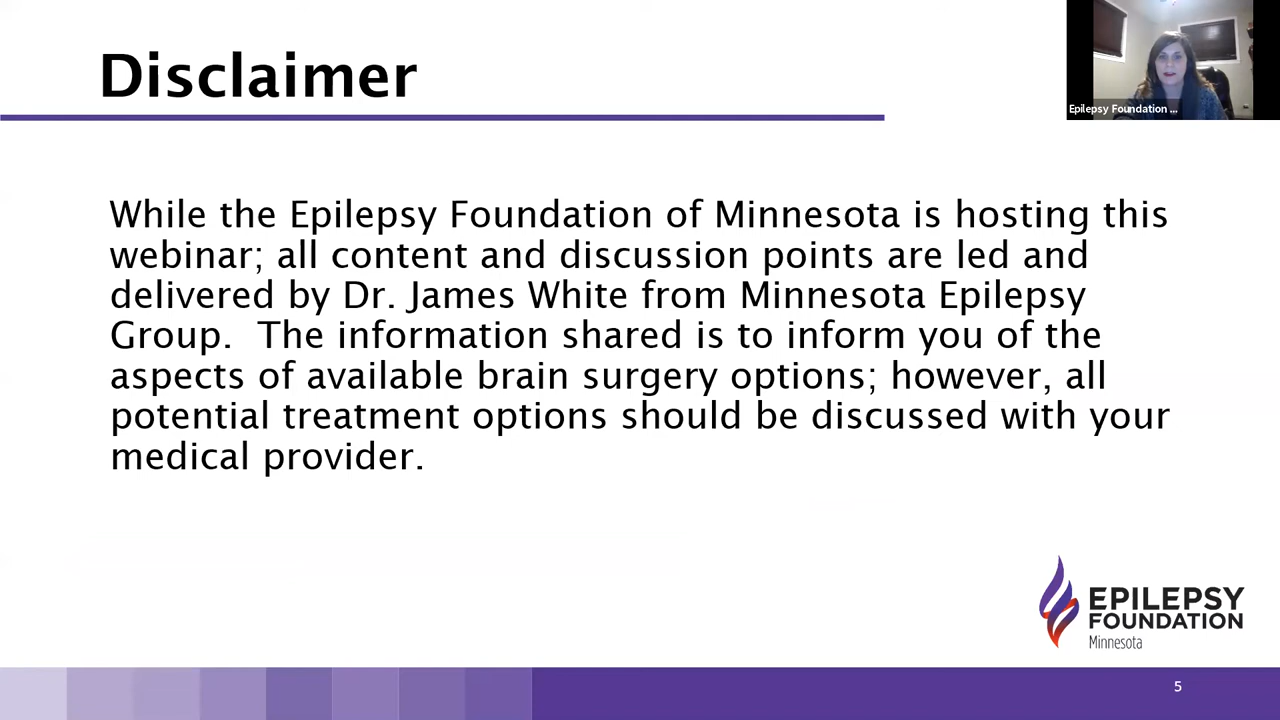 Disclaimer
Epilepsy Foundation ...
While the Epilepsy Foundation of Minnesota is hosting this
webinar; all content and discussion points are led and
delivered by Dr. James White from Minnesota Epilepsy
Group.  The information shared is to inform you of the
aspects of available brain surgery options; however, all
potential treatment options should be discussed with your
medical provider.
EPILEPSY
FOUNDATION
Minnesota
5